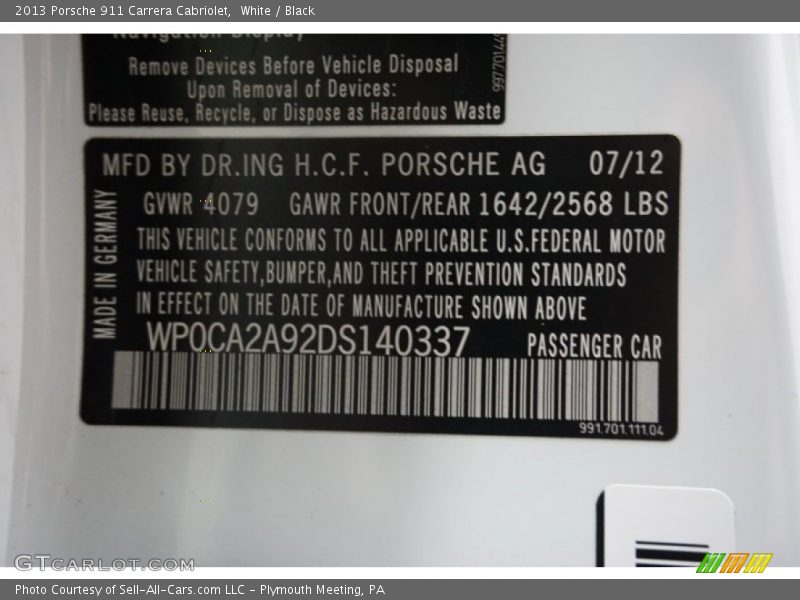 2013 Porsche 911 Carrera Cabriolet,  White / Black
Navigation Display
Remove Devices Before Vehicle Disposal
Upon Removal of Devices:
Please Reuse, Recycle, or Dispose as Hazardous Waste
MFD BY DR.ING H.C.F. PORSCHE AG 07/12
GVWR 4079 GAWR FRONT/REAR 1642/2568 LBS
THIS VEHICLE CONFORMS TO ALL APPLICABLE U.S.FEDERAL MOTOR
VEHICLE SAFETY,BUMPER,AND THEFT PREVENTION STANDARDS
IN EFFECT ON THE DATE OF MANUFACTURE SHOWN ABOVE
MADE IN GERMANY
WP0CA2A92DS140337 PASSENGER CAR
991.701.111.04
GTCARLOT.COM
Photo Courtesy of Sell-All-Cars.com LLC - Plymouth Meeting, PA